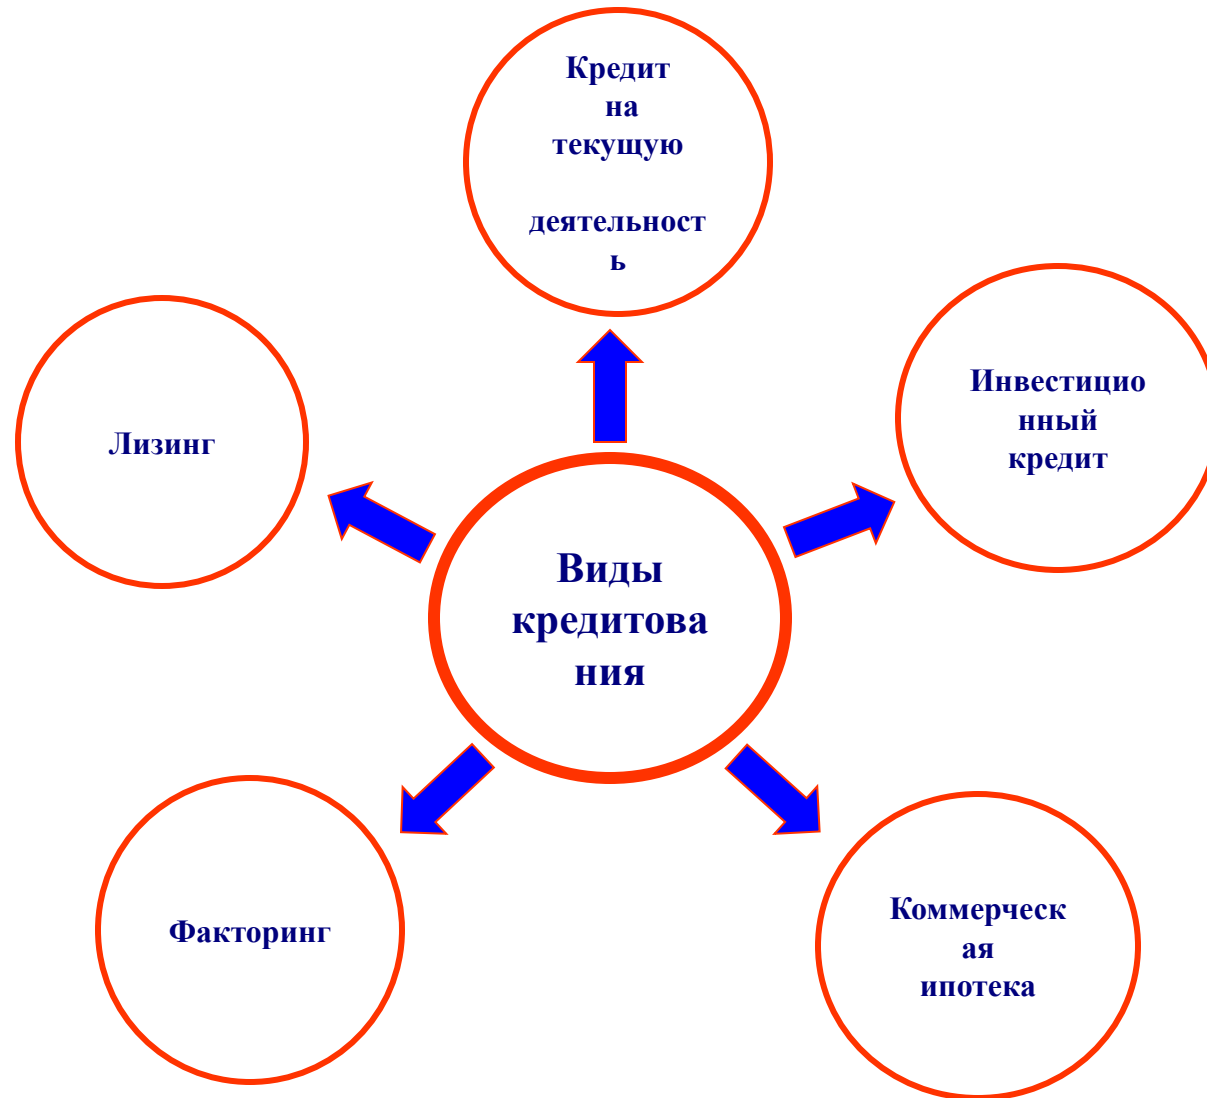 Кредит
на
текущую
деятельност
ь
Инвестицио
нный
кредит
Лизинг
Виды
кредитова
ния
Факторинг
Коммерческ
ая
ипотека